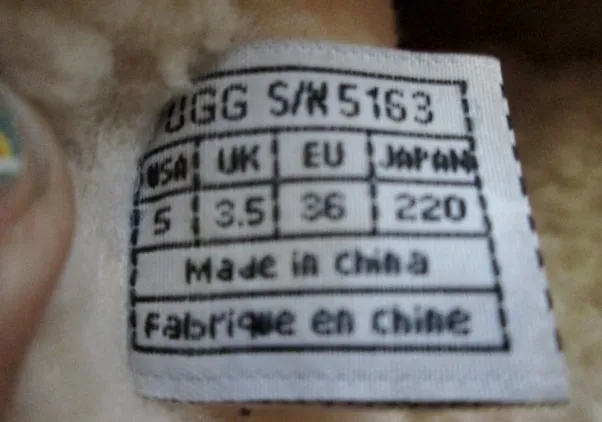 UGG S/N 5163
USA UK EU JAPAN
5 3.5 36 220
Made in China
Fabrique en Chine